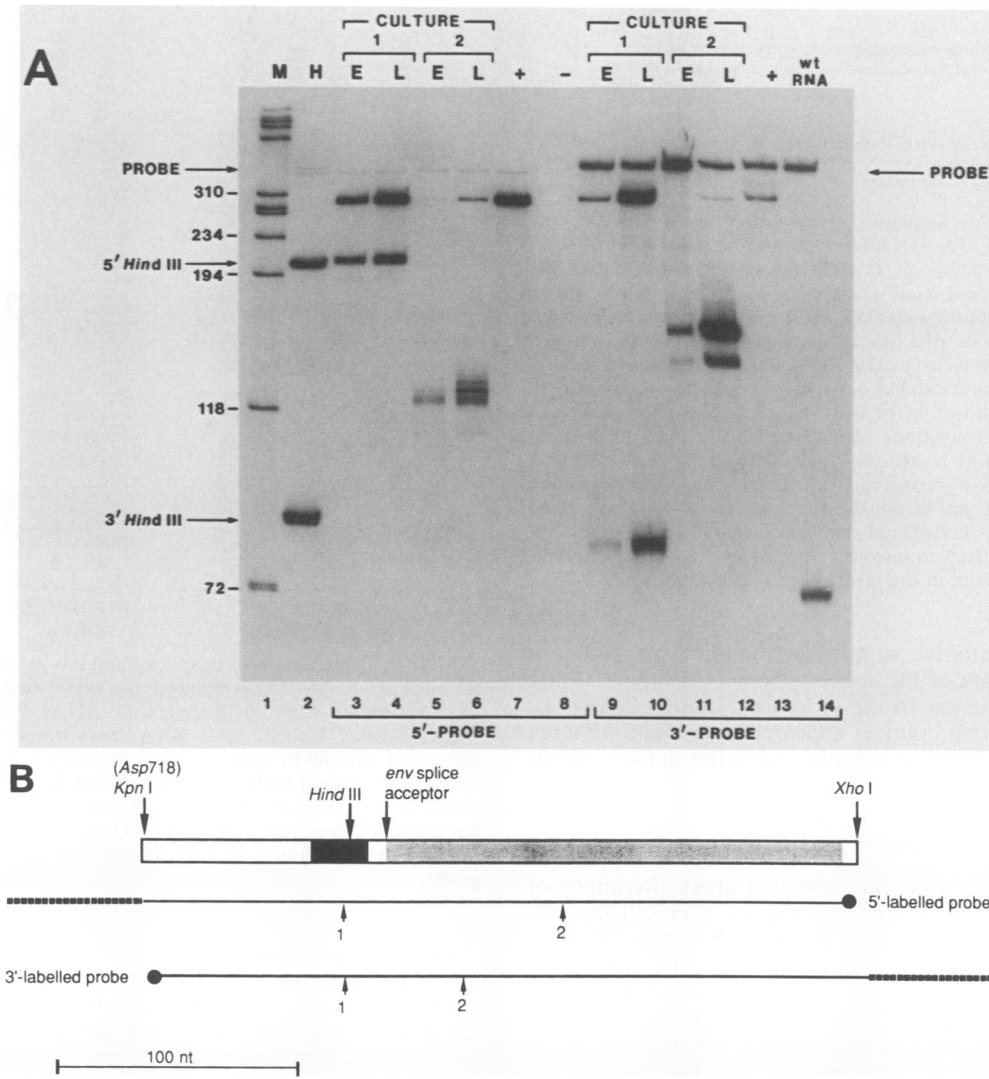 A
CULTURE
1 2
CULTURE
1 2
M H E L E L + − E L E L + wt RNA
PROBE
PROBE
310
234
5' Hind III
194
118
3' Hind III
72
1 2 3 4 5 6 7 8 9 10 11 12 13 14
5'-PROBE
3'-PROBE
B
(Asp718)
Kpn I
Hind III
env splice
acceptor
Xho I
5'-labelled probe
1 2
3'-labelled probe
1 2
100 nt